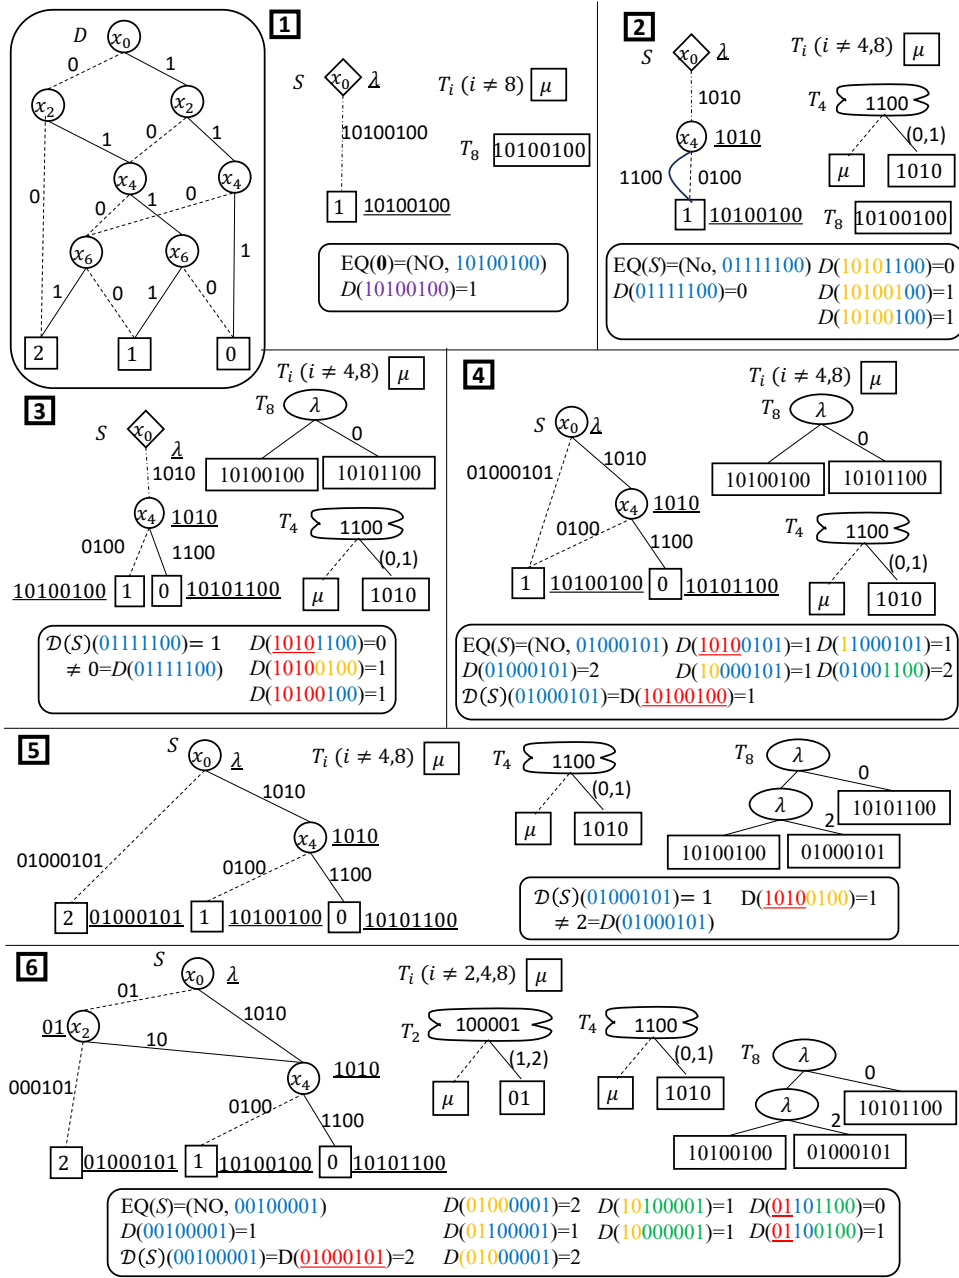 D
x₀
0
1
x₂
x₂
1
0
1
x₄
x₄
0
0
1
0
x₆
x₆
1
1
0
1
0
2
1
0
1
S
x₀
λ
Tᵢ (i ≠ 8)
μ
10100100
T₈
10100100
1
10100100
EQ(0)=(NO, 10100100)
D(10100100)=1
2
S
x₀
λ
Tᵢ (i ≠ 4,8)
μ
1010
T₄
1100
x₄
1010
(0,1)
1100
0100
μ
1010
1
10100100
T₈
10100100
EQ(S)=(No, 01111100) D(10101100)=0
D(01111100)=0 D(10100100)=1
D(10100100)=1
3
Tᵢ (i ≠ 4,8)
μ
T₈
λ
S
x₀
λ
0
1010
10100100
10101100
x₄
1010
T₄
1100
0100
1100
(0,1)
10100100
1
0
10101100
μ
1010
𝒟(S)(01111100)= 1 D(10101100)=0
≠ 0=D(01111100) D(10100100)=1
D(10100100)=1
4
Tᵢ (i ≠ 4,8)
μ
T₈
λ
S
x₀
λ
0
01000101
1010
10100100
10101100
x₄
1010
T₄
1100
0100
1100
(0,1)
1
10100100
0
10101100
μ
1010
EQ(S)=(NO, 01000101) D(10100101)=1 D(11000101)=1
D(01000101)=2 D(10000101)=1 D(01001100)=2
𝒟(S)(01000101)=D(10100100)=1
5
S
x₀
λ
Tᵢ (i ≠ 4,8)
μ
T₄
1100
T₈
λ
0
1010
(0,1)
λ
10101100
x₄
1010
μ
1010
2
01000101
0100
1100
10100100
01000101
2
01000101
1
10100100
0
10101100
𝒟(S)(01000101)= 1 D(10100100)=1
≠ 2=D(01000101)
6
S
x₀
λ
Tᵢ (i ≠ 2,4,8)
μ
01
1010
01
x₂
T₂
100001
T₄
1100
T₈
λ
10
(1,2)
(0,1)
0
000101
x₄
1010
μ
01
μ
1010
λ
10101100
0100
1100
2
2
01000101
1
10100100
0
10101100
10100100
01000101
EQ(S)=(NO, 00100001) D(01000001)=2 D(10100001)=1 D(01101100)=0
D(00100001)=1 D(01100001)=1 D(10000001)=1 D(01100100)=1
𝒟(S)(00100001)=D(01000101)=2 D(01000001)=2